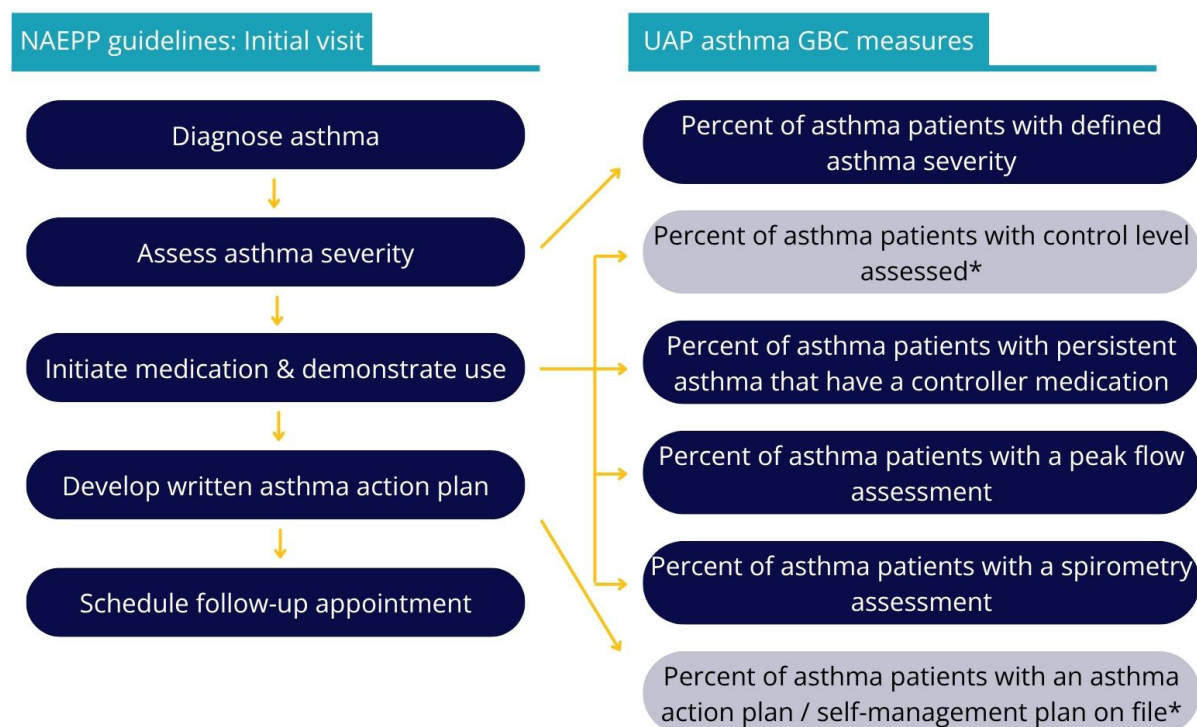 NAEPP guidelines: Initial visit
Diagnose asthma
Assess asthma severity
Initiate medication & demonstrate use
Develop written asthma action plan
Schedule follow-up appointment
UAP asthma GBC measures
Percent of asthma patients with defined
asthma severity
Percent of asthma patients with control level
assessed*
Percent of asthma patients with persistent
asthma that have a controller medication
Percent of asthma patients with a peak flow
assessment
Percent of asthma patients with a spirometry
assessment
Percent of asthma patients with an asthma
action plan / self-management plan on file*